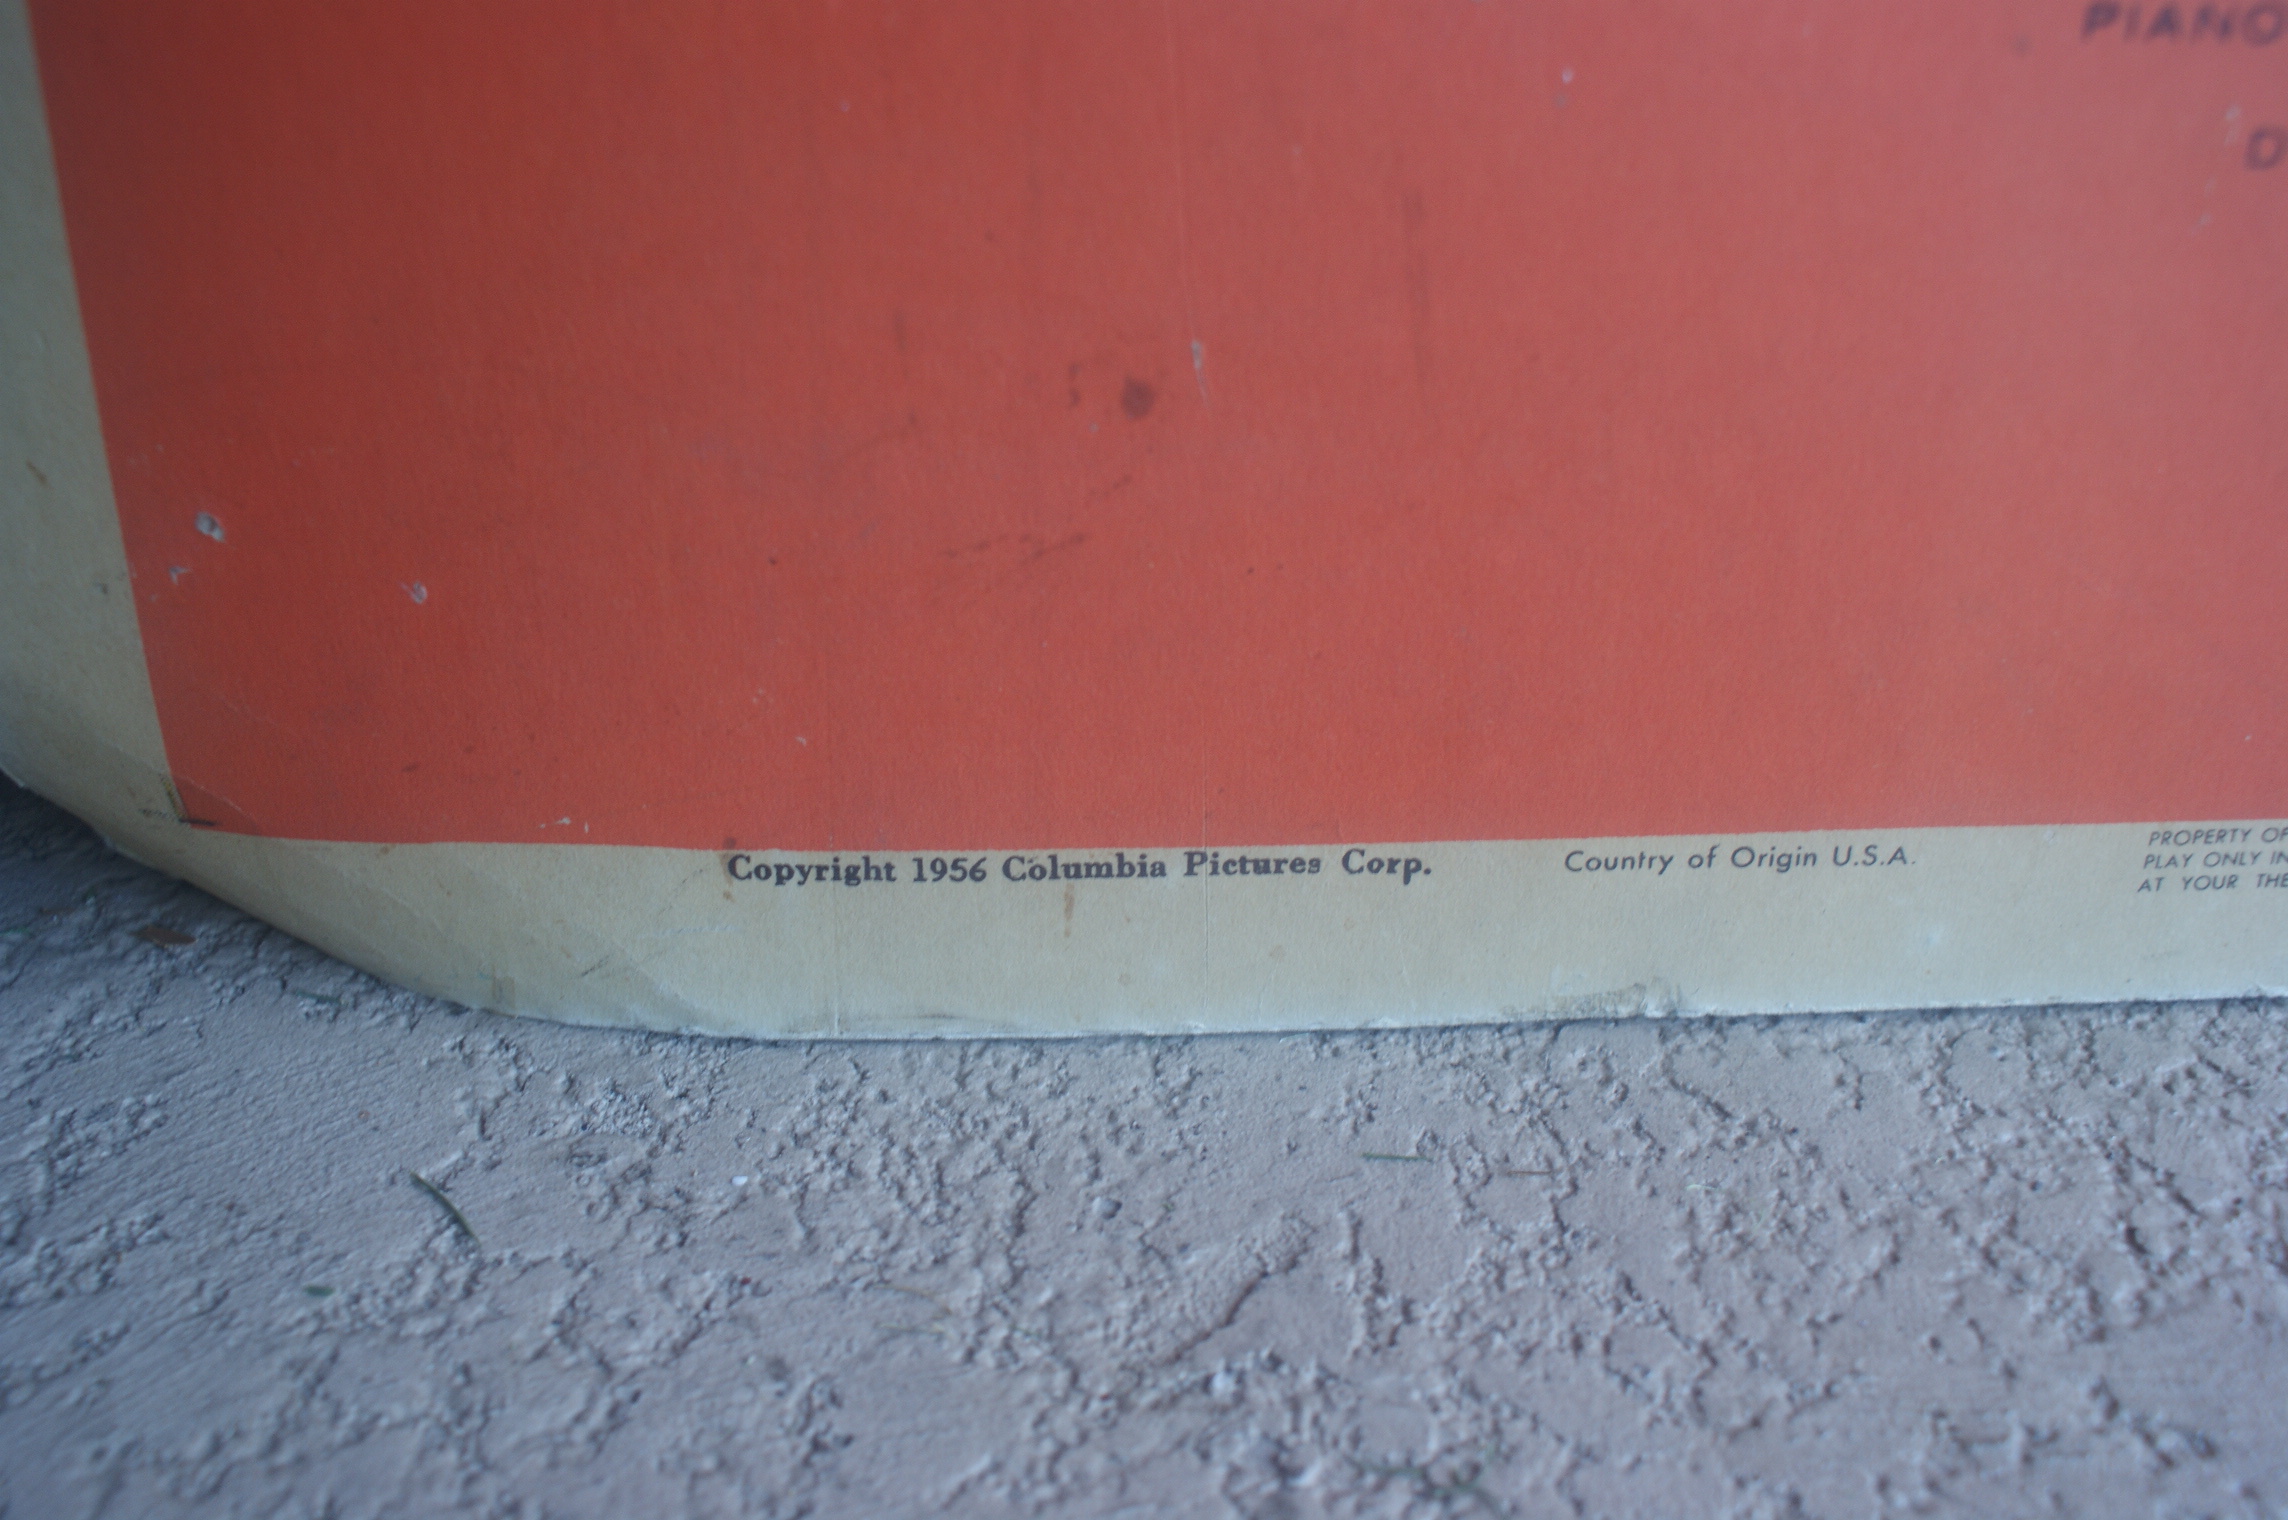 PIANO
D
Copyright 1956 Columbia Pictures Corp.
Country of Origin U.S.A.
PROPERTY OF
PLAY ONLY IN
AT YOUR THE